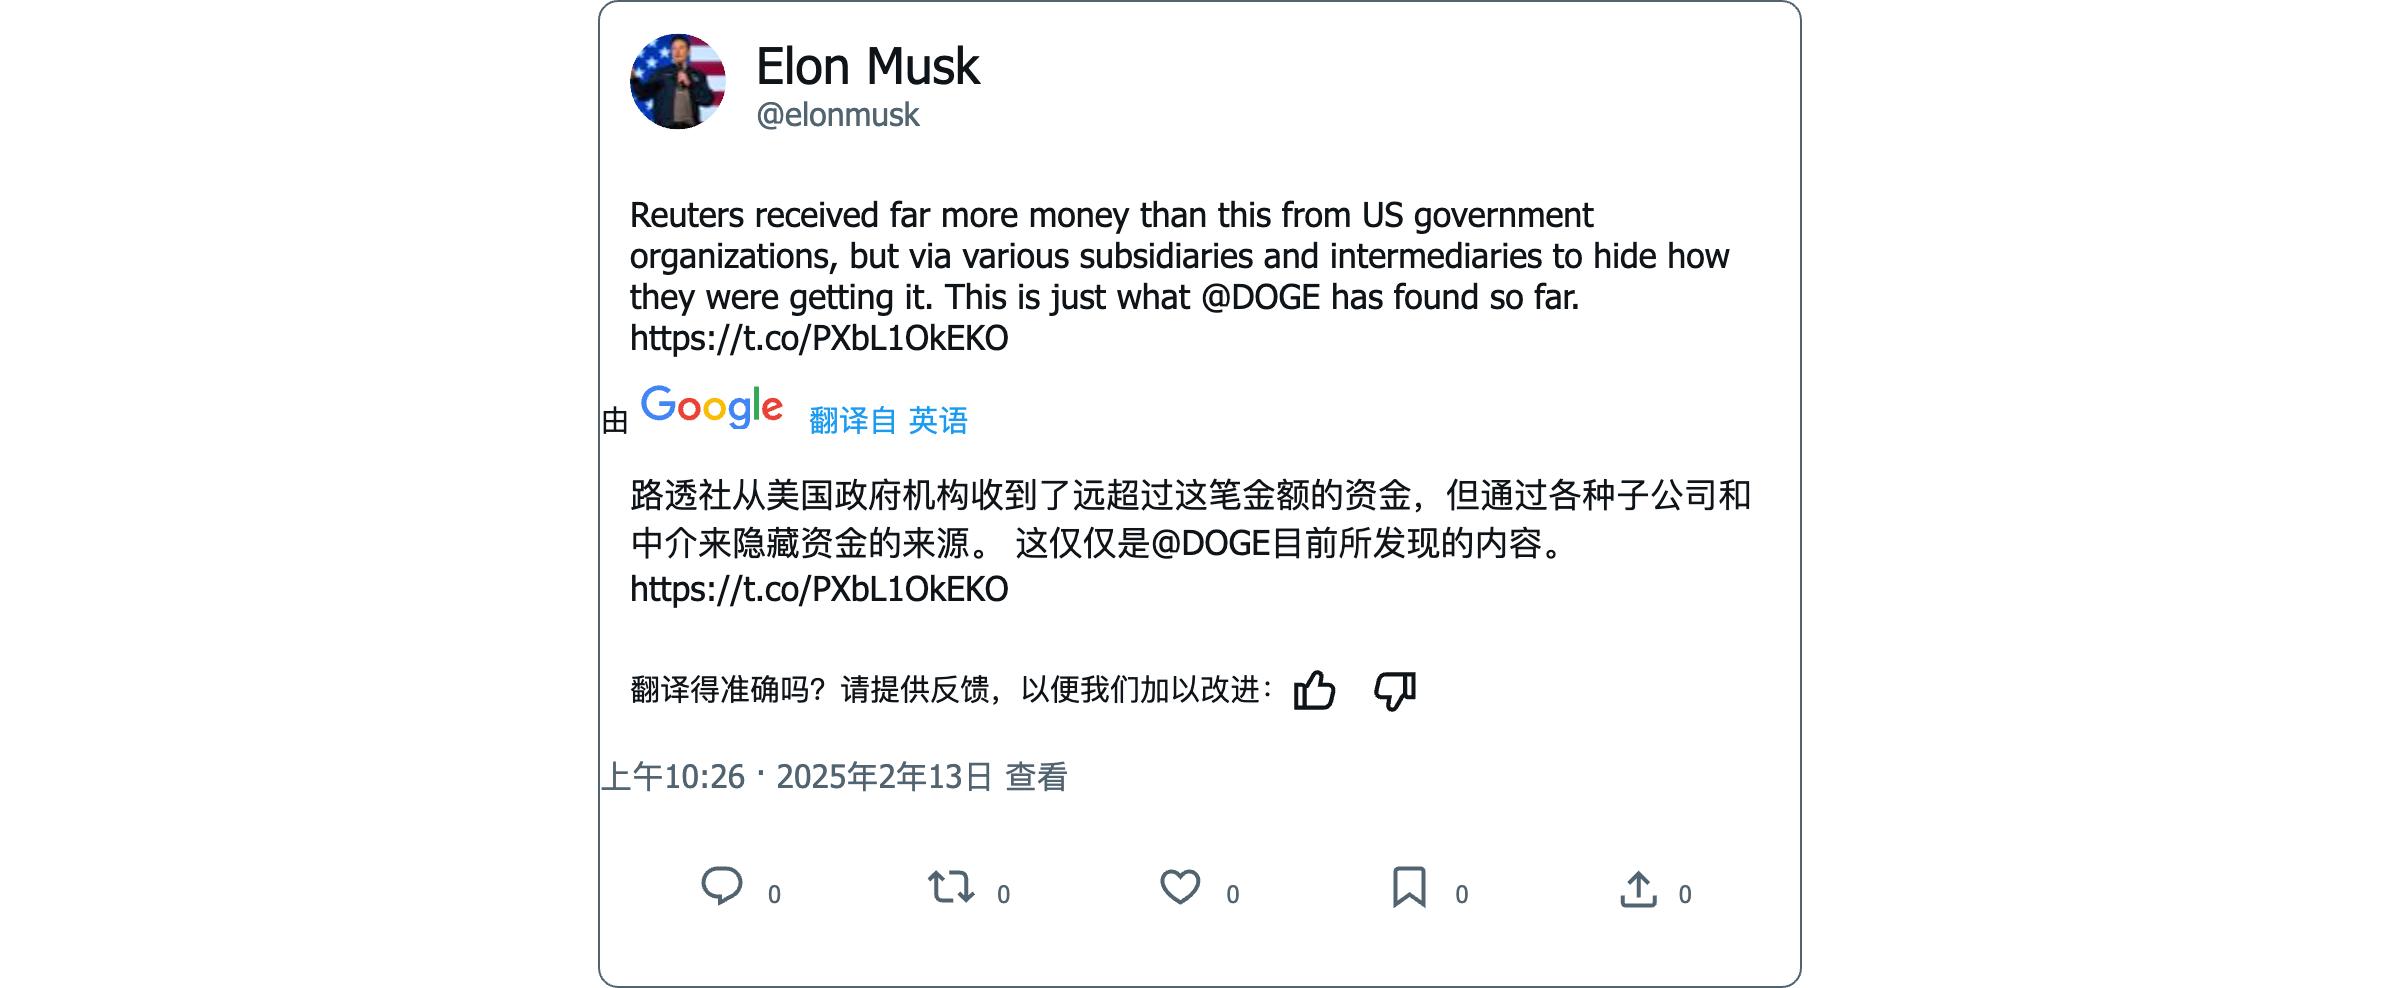 Elon Musk
@elonmusk
Reuters received far more money than this from US government
organizations, but via various subsidiaries and intermediaries to hide how
they were getting it. This is just what @DOGE has found so far.
https://t.co/PXbL1OkEKO
由 Google 翻译自 英语
路透社从美国政府机构收到了远超过这笔金额的资金，但通过各种子公司和
中介来隐藏资金的来源。 这仅仅是@DOGE目前所发现的内容。
https://t.co/PXbL1OkEKO
翻译得准确吗？请提供反馈，以便我们加以改进：
上午10:26 · 2025年2年13日 查看
0 0 0 0 0